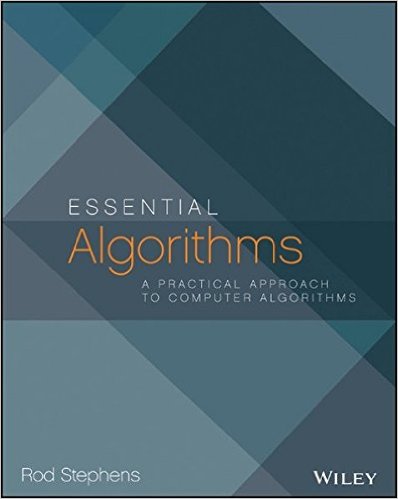 ESSENTIAL
Algorithms
A PRACTICAL APPROACH
TO COMPUTER ALGORITHMS
Rod Stephens
WILEY